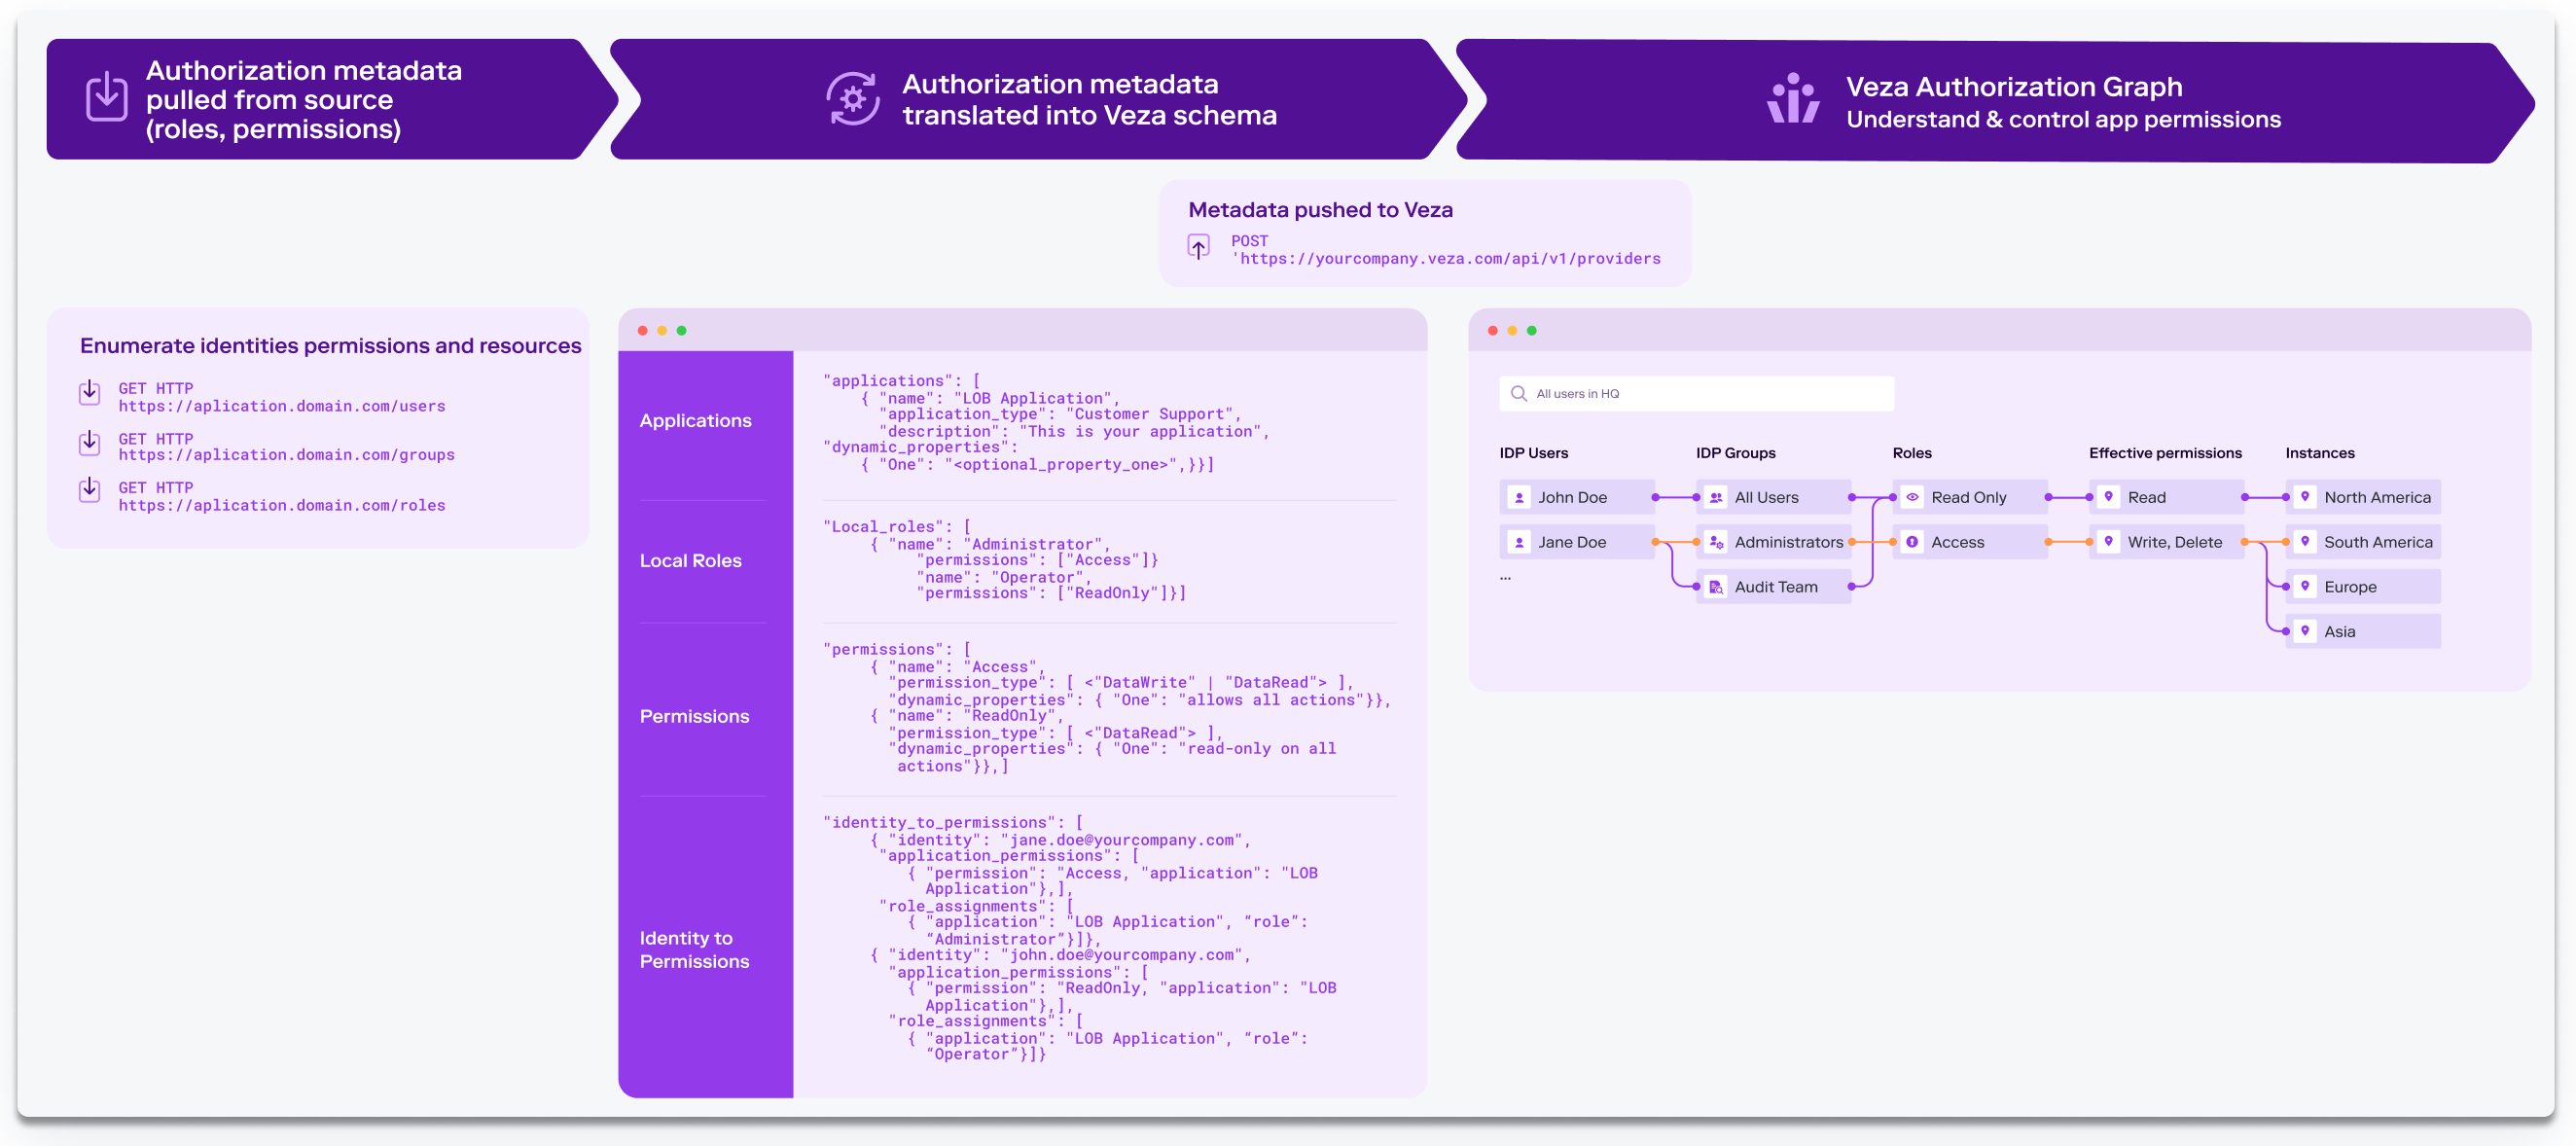 Authorization metadata
pulled from source
(roles, permissions)
Authorization metadata
translated into Veza schema
Veza Authorization Graph
Understand & control app permissions
Metadata pushed to Veza
POST
'https://yourcompany.veza.com/api/v1/providers
Enumerate identities permissions and resources
GET HTTP
https://aplication.domain.com/users
GET HTTP
https://aplication.domain.com/groups
GET HTTP
https://aplication.domain.com/roles
Applications
"applications": [
{ "name": "LOB Application",
"application_type": "Customer Support",
"description": "This is your application",
"dynamic_properties":
{ "One": "<optional_property_one>",}}]
Local Roles
"Local_roles": [
{ "name": "Administrator",
"permissions": ["Access"]}
"name": "Operator",
"permissions": ["ReadOnly"]}]
Permissions
"permissions": [
{ "name": "Access",
"permission_type": [ <"DataWrite" | "DataRead"> ],
"dynamic_properties": { "One": "allows all actions"}},
{ "name": "ReadOnly",
"permission_type": [ <"DataRead"> ],
"dynamic_properties": { "One": "read-only on all
actions"}},]
Identity to
Permissions
"identity_to_permissions": [
{ "identity": "jane.doe@yourcompany.com",
"application_permissions": [
{ "permission": "Access, "application": "LOB
Application"},],
"role_assignments": [
{ "application": "LOB Application", “role”:
“Administrator”}]},
{ "identity": "john.doe@yourcompany.com",
"application_permissions": [
{ "permission": "ReadOnly, "application": "LOB
Application"},],
"role_assignments": [
{ "application": "LOB Application", “role”:
“Operator”}]}
All users in HQ
IDP Users IDP Groups Roles Effective permissions Instances
John Doe All Users Read Only Read North America
Jane Doe Administrators Access Write, Delete South America
... Audit Team Europe
Asia